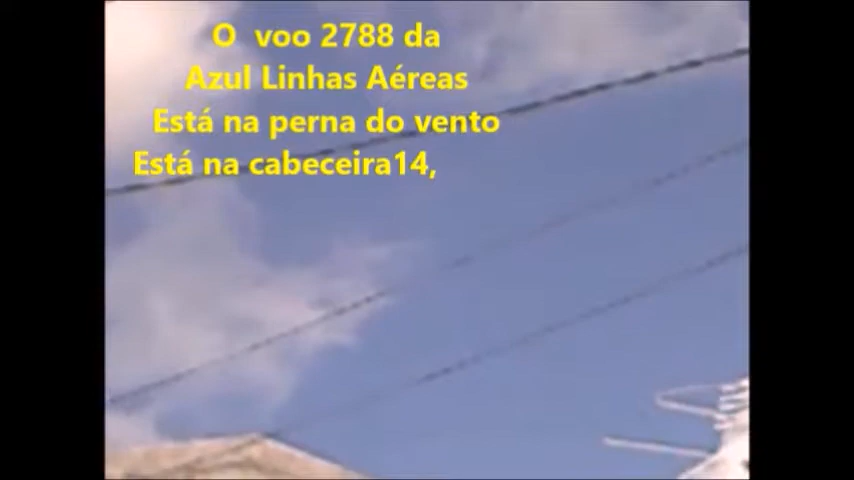 O voo 2788 da
Azul Linhas Aéreas
Está na perna do vento
Está na cabeceira14,